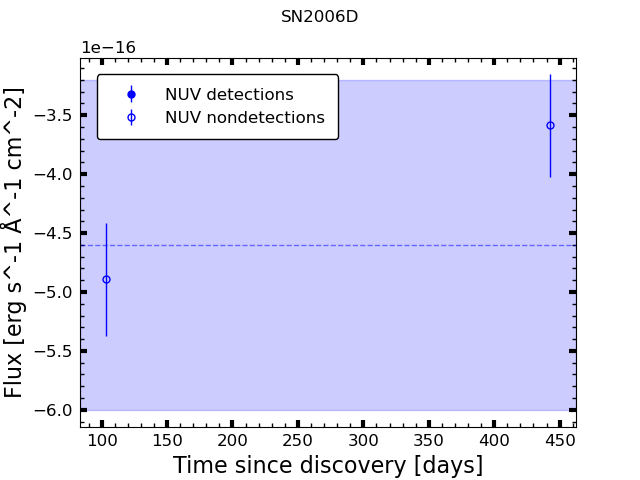 SN2006D
1e−16
NUV detections
NUV nondetections
−3.5
−4.0
−4.5
−5.0
−5.5
−6.0
Flux [erg s^-1 Å^-1 cm^-2]
100 150 200 250 300 350 400 450
Time since discovery [days]